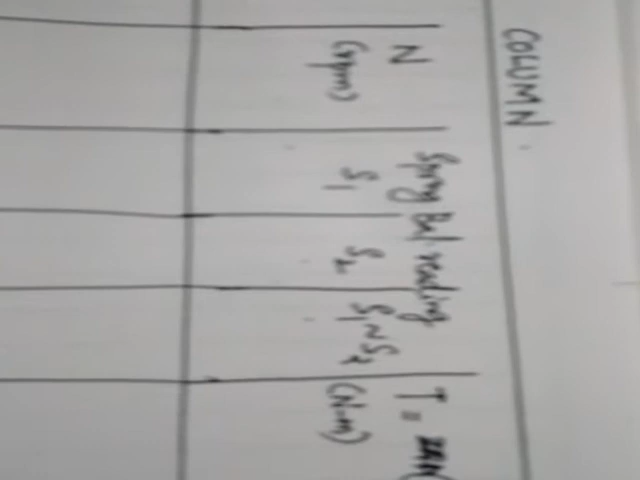 COLUMN
N
(rpm)
Spring Bal reading
S1
S2
S1~S2
T =
(N-m)